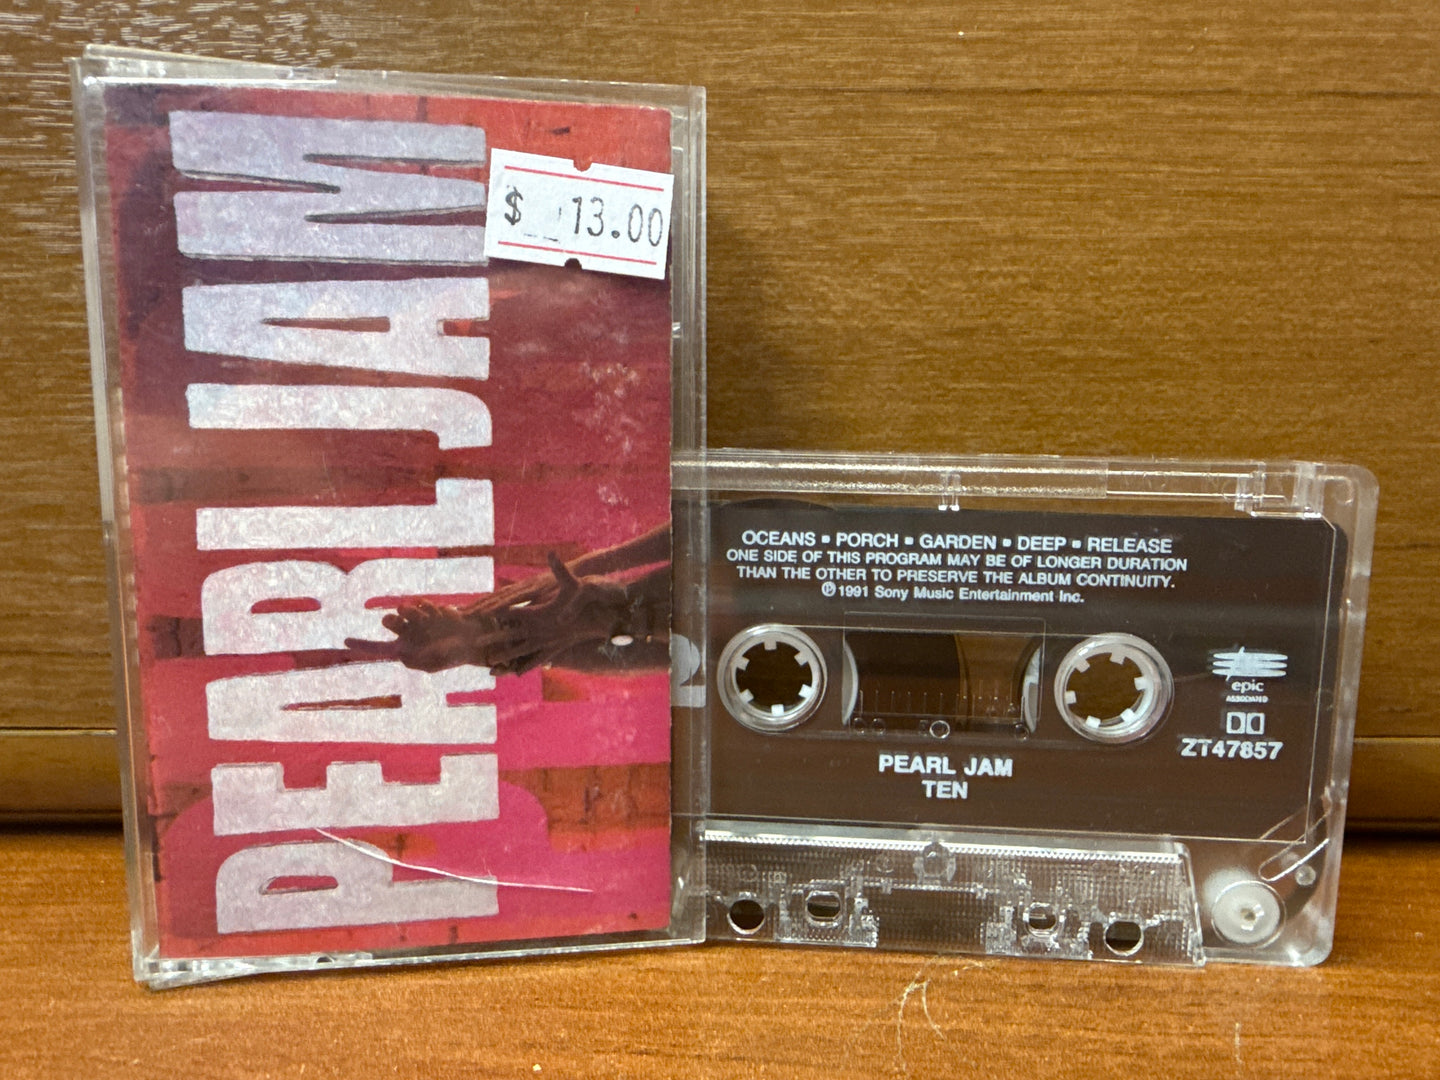 PEARL JAM
$ 13.00
OCEANS ▪ PORCH ▪ GARDEN ▪ DEEP ▪ RELEASE
ONE SIDE OF THIS PROGRAM MAY BE OF LONGER DURATION
THAN THE OTHER TO PRESERVE THE ALBUM CONTINUITY.
℗ 1991 Sony Music Entertainment Inc.
2
epic
ASSOCIATED
ZT47857
PEARL JAM
TEN